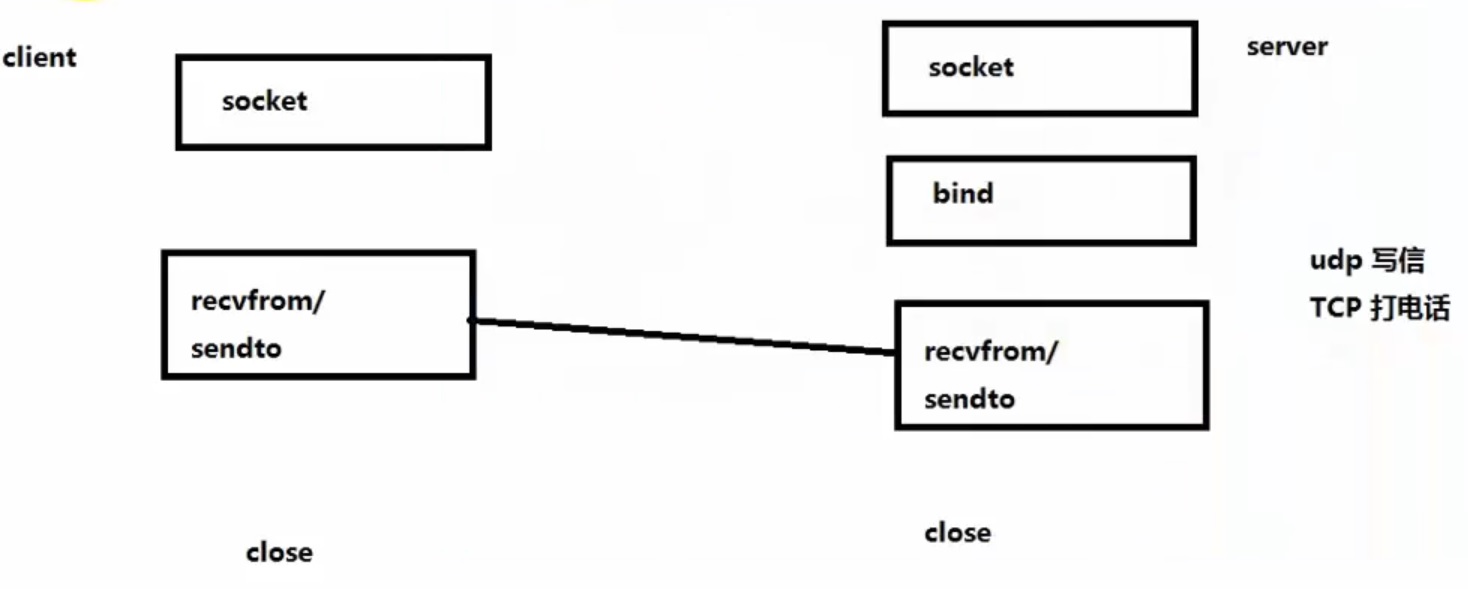 client
socket
recvfrom/
sendto
close
server
socket
bind
recvfrom/
sendto
close
udp 写信
TCP 打电话